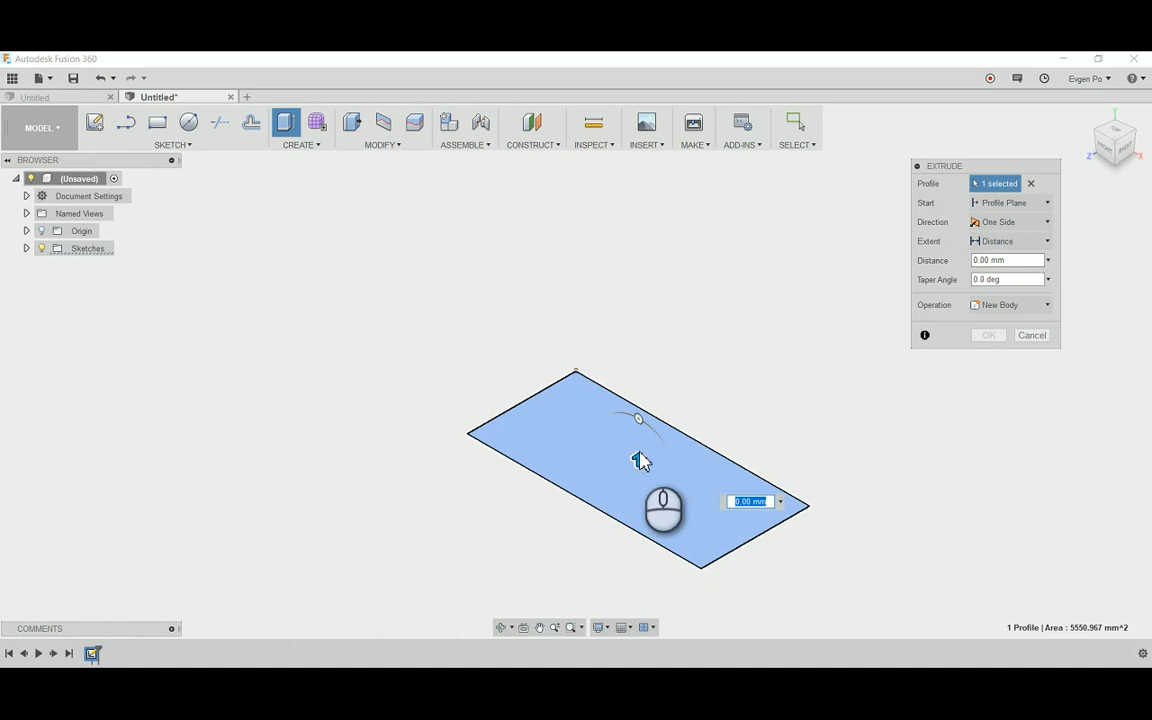 Autodesk Fusion 360
Evgen Po
Untitled
Untitled*
MODEL
SKETCH
CREATE
MODIFY
ASSEMBLE
CONSTRUCT
INSPECT
INSERT
MAKE
ADD-INS
SELECT
TOP
FRONT
RIGHT
Y
Z
X
BROWSER
(Unsaved)
Document Settings
Named Views
Origin
Sketches
EXTRUDE
Profile 1 selected
Start Profile Plane
Direction One Side
Extent Distance
Distance 0.00 mm
Taper Angle 0.0 deg
Operation New Body
OK Cancel
0.00 mm
COMMENTS
1 Profile | Area : 5550.967 mm^2